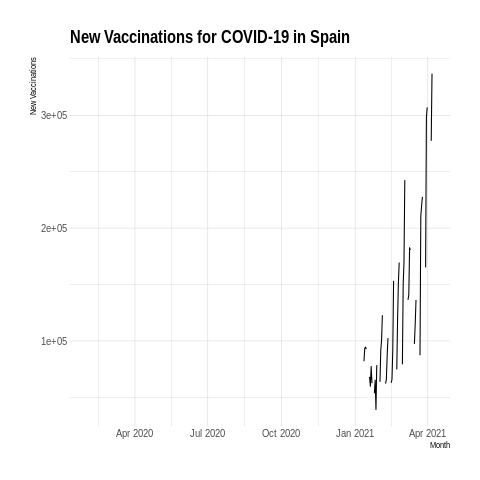 New Vaccinations for COVID-19 in Spain
New Vaccinations
3e+05
2e+05
1e+05
Apr 2020 Jul 2020 Oct 2020 Jan 2021 Apr 2021
Month